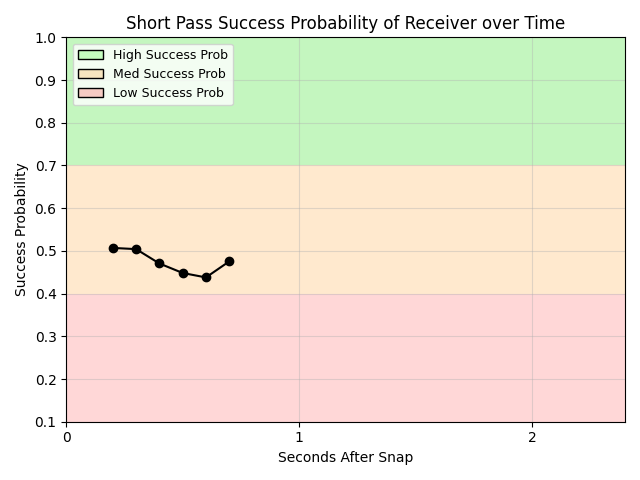 Short Pass Success Probability of Receiver over Time
1.0
High Success Prob
Med Success Prob
Low Success Prob
0.9
0.8
0.7
0.6
0.5
0.4
0.3
0.2
0.1
Success Probability
0 1 2
Seconds After Snap